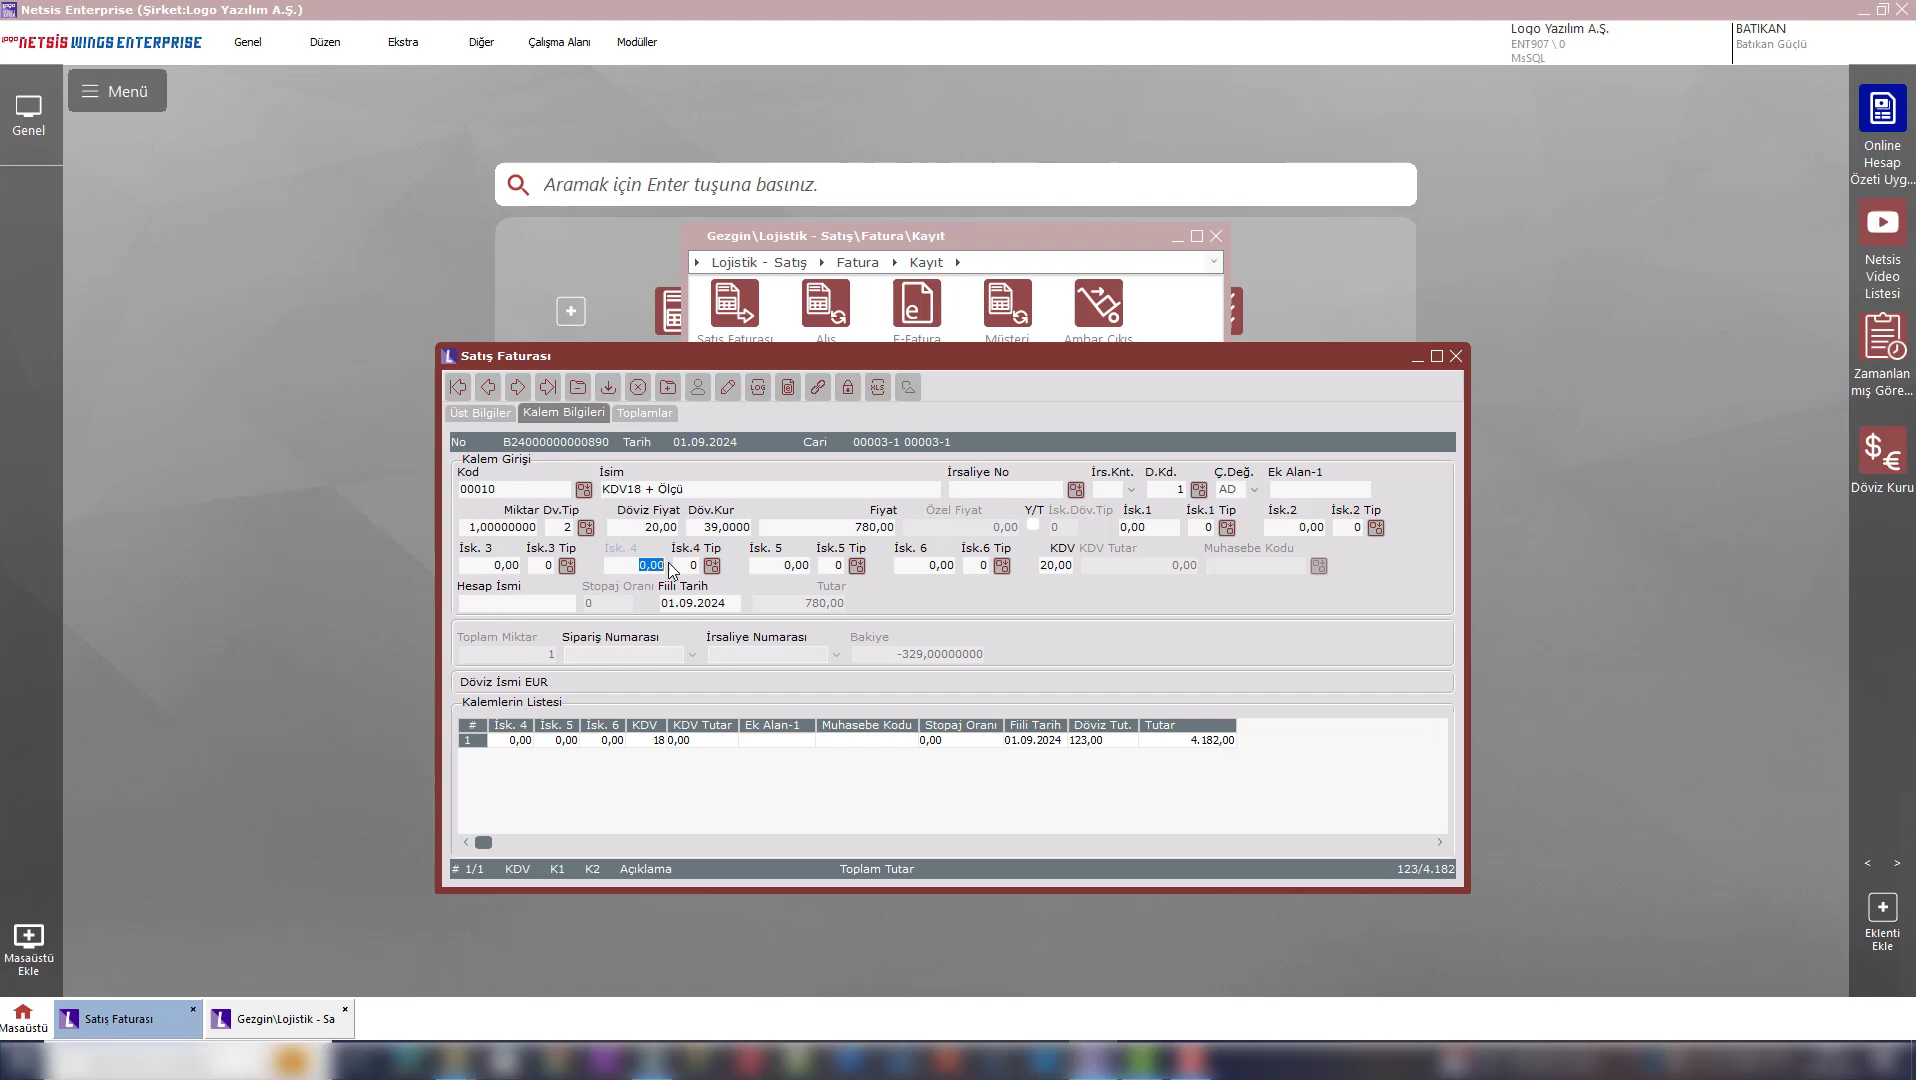 Netsis Enterprise (Şirket:Logo Yazılım A.Ş.)
logo NETSİS WINGS ENTERPRISE
Genel Düzen Ekstra Diğer Çalışma Alanı Modüller
Logo Yazılım A.Ş.
ENT907 \ 0
MsSQL
BATIKAN
Batıkan Güçlü
Menü
Genel
Aramak için Enter tuşuna basınız.
Online
Hesap
Özeti Uyg...
Netsis
Video
Listesi
Zamanlan
mış Göre...
Döviz Kuru
Gezgin\Lojistik - Satış\Fatura\Kayıt
Lojistik - Satış Fatura Kayıt
Satış Faturası Alış E-Fatura Müşteri Ambar Çıkış
Satış Faturası
LOG XLS
Üst Bilgiler Kalem Bilgileri Toplamlar
No B24000000000890 Tarih 01.09.2024 Cari 00003-1 00003-1
Kalem Girişi
Kod İsim İrsaliye No İrs.Knt. D.Kd. Ç.Değ. Ek Alan-1
00010 KDV18 + Ölçü 1 AD
Miktar Dv.Tip Döviz Fiyat Döv.Kur Fiyat Özel Fiyat Y/T İsk.Döv.Tip İsk.1 İsk.1 Tip İsk.2 İsk.2 Tip
1,00000000 2 20,00 39,0000 780,00 0,00 0 0,00 0 0,00 0
İsk. 3 İsk.3 Tip İsk. 4 İsk.4 Tip İsk. 5 İsk.5 Tip İsk. 6 İsk.6 Tip KDV KDV Tutar Muhasebe Kodu
0,00 0 0,00 0 0,00 0 0,00 0 20,00 0,00
Hesap İsmi Stopaj Oranı Fiili Tarih Tutar
0 01.09.2024 780,00
Toplam Miktar Sipariş Numarası İrsaliye Numarası Bakiye
1 -329,00000000
Döviz İsmi EUR
Kalemlerin Listesi
# İsk. 4 İsk. 5 İsk. 6 KDV KDV Tutar Ek Alan-1 Muhasebe Kodu Stopaj Oranı Fiili Tarih Döviz Tut. Tutar
1 0,00 0,00 0,00 18 0,00 0,00 01.09.2024 123,00 4.182,00
# 1/1 KDV K1 K2 Açıklama Toplam Tutar 123/4.182
Masaüstü
Ekle
Eklenti
Ekle
Masaüstü
Satış Faturası
Gezgin\Lojistik - Sa